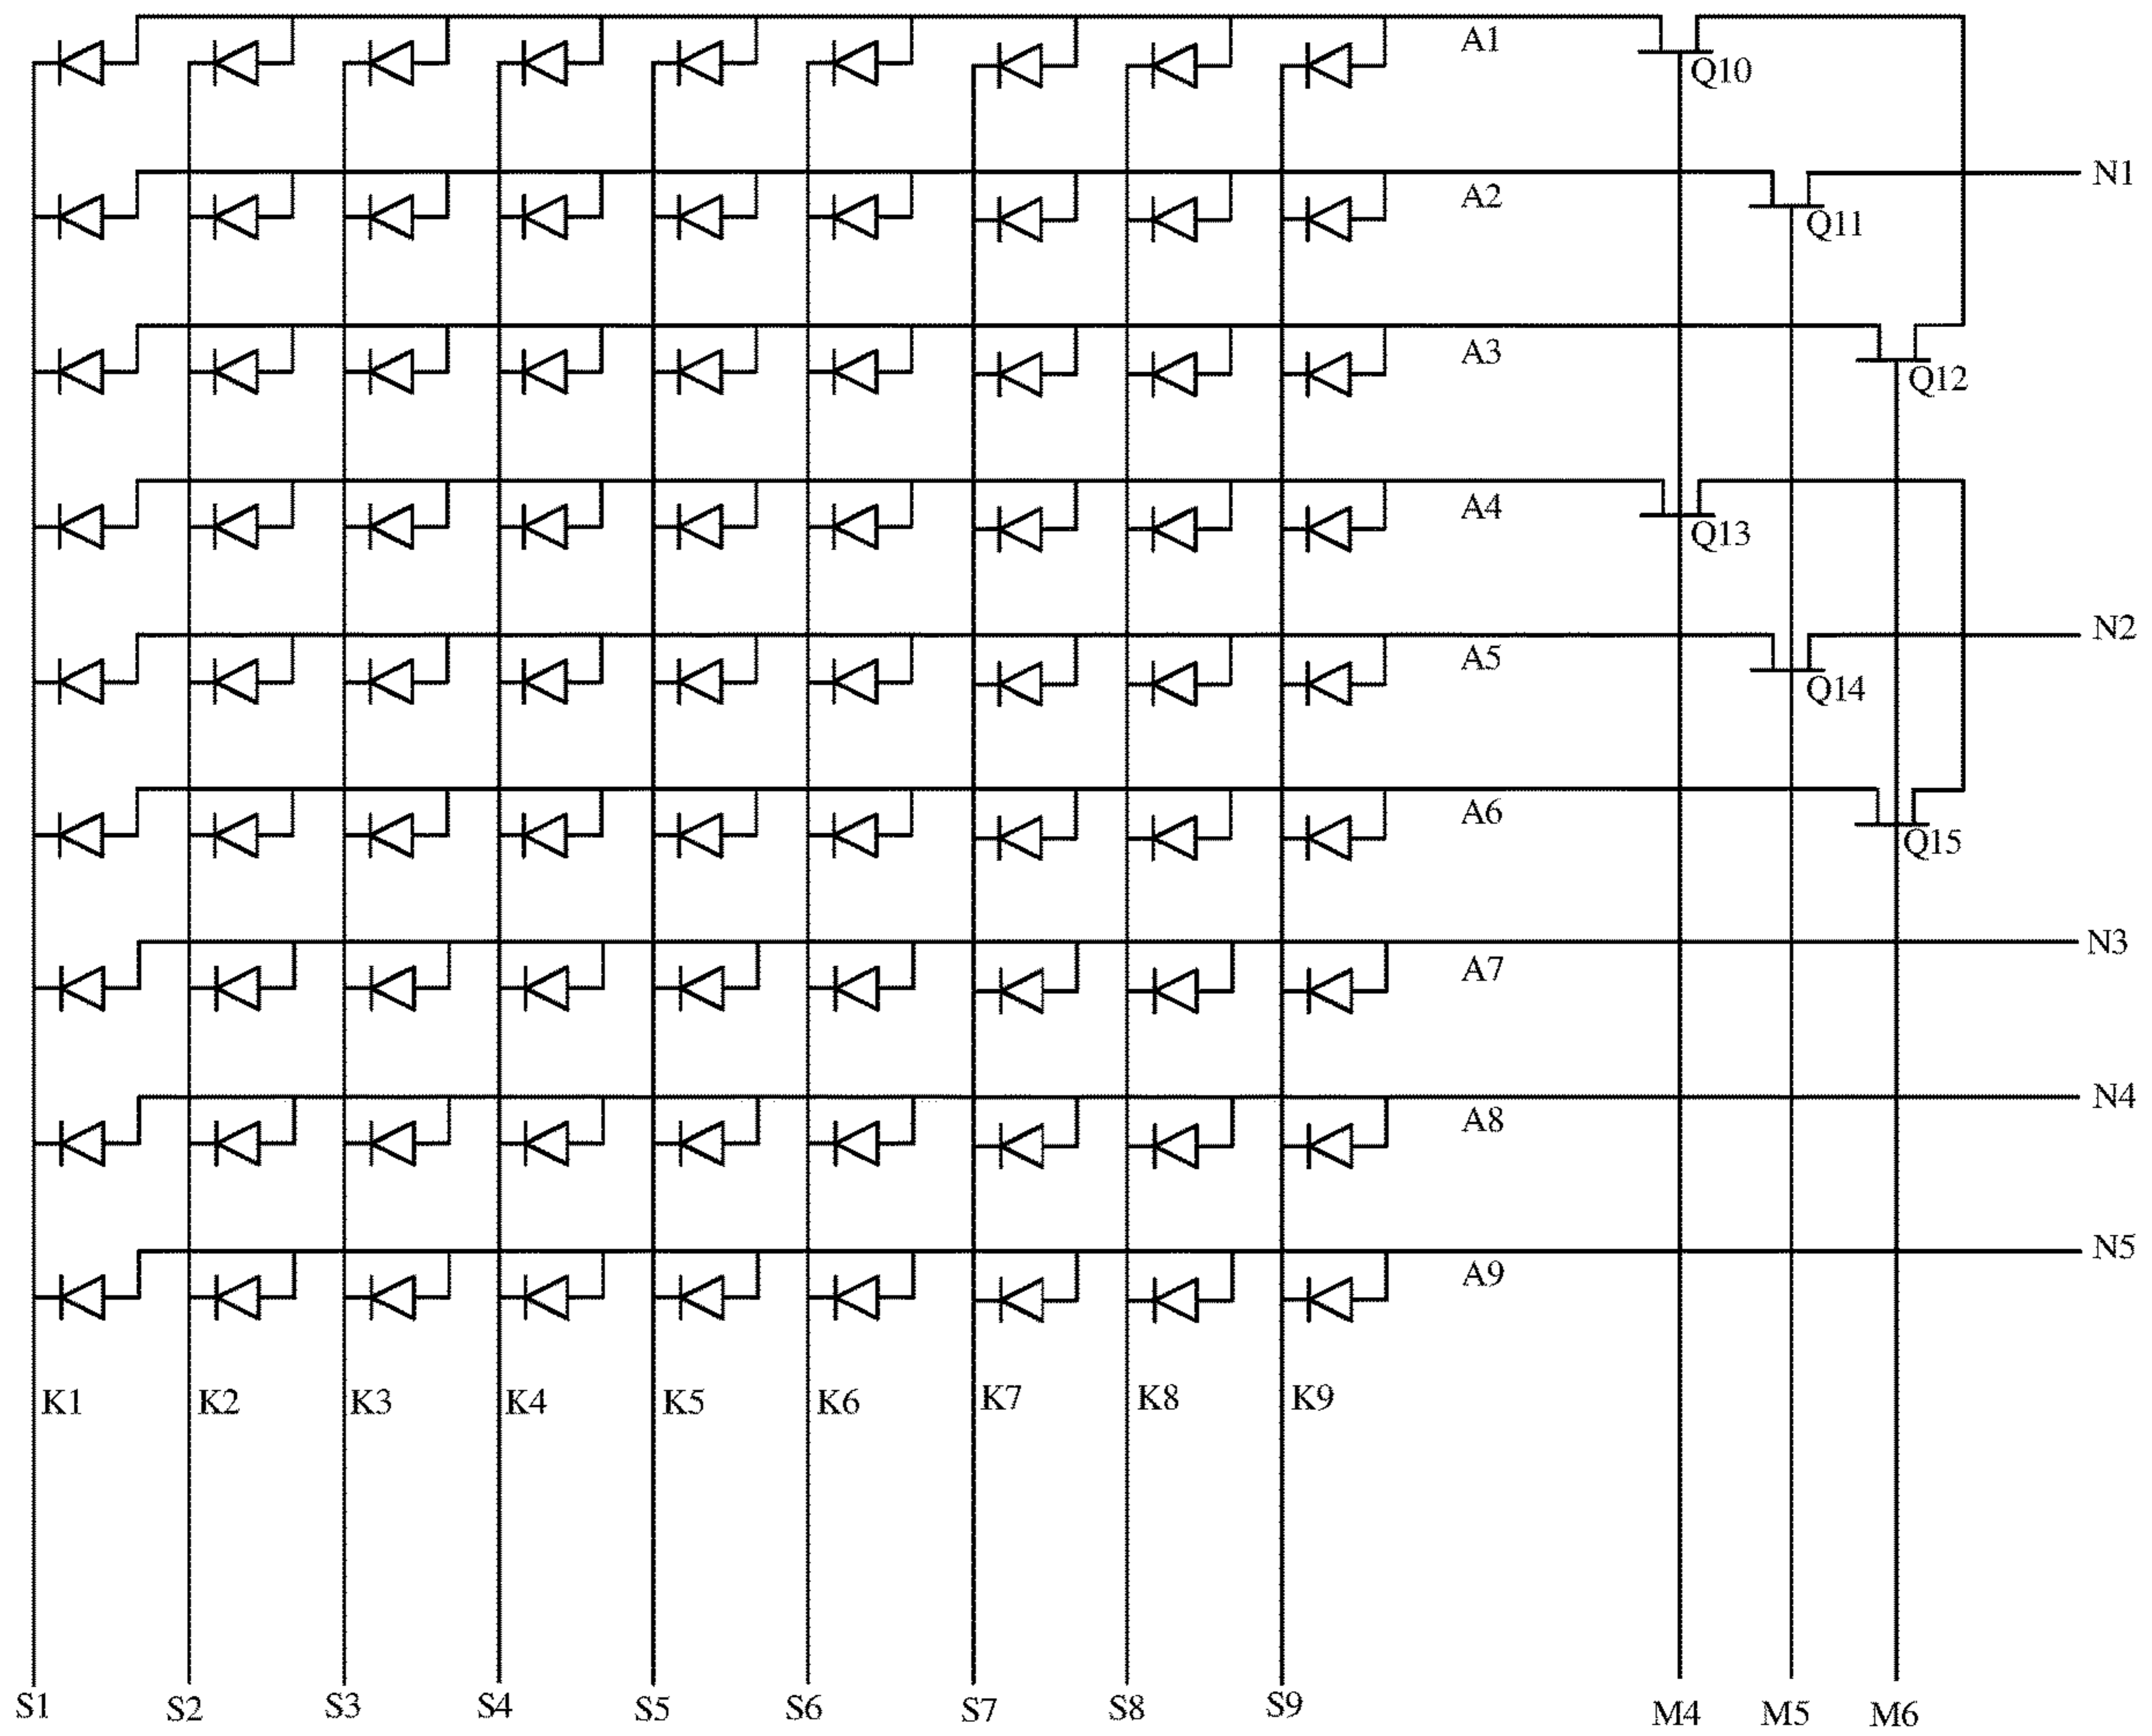 A1
Q10
N1
A2
Q11
A3
Q12
A4
Q13
N2
A5
Q14
A6
Q15
N3
A7
N4
A8
N5
A9
K1 K2 K3 K4 K5 K6 K7 K8 K9
S1 S2 S3 S4 S5 S6 S7 S8 S9 M4 M5 M6